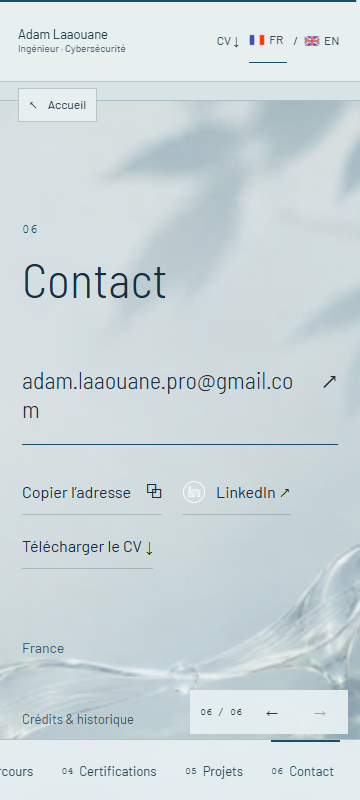 Adam Laaouane
Ingénieur · Cybersécurité
CV ↓ FR / EN
↖ Accueil
06
Contact
adam.laaouane.pro@gmail.co
m ↗
Copier l’adresse
in LinkedIn ↗
Télécharger le CV ↓
France
Crédits & historique
06 / 06 ← →
rcours 04 Certifications 05 Projets 06 Contact